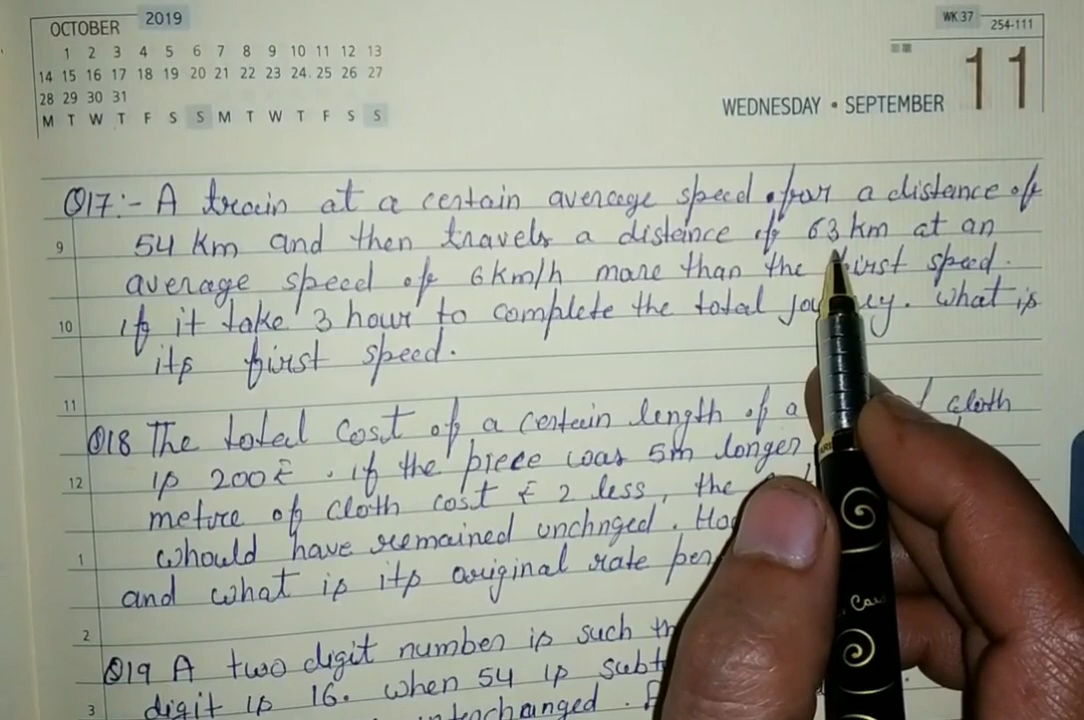 OCTOBER 2019
1 2 3 4 5 6 7 8 9 10 11 12 13
14 15 16 17 18 19 20 21 22 23 24 25 26 27
28 29 30 31
M T W T F S S M T W T F S S
WK 37 254-111
WEDNESDAY • SEPTEMBER 11
Q17:- A train at a certain average speed for a distance of
9 54 Km and then travels a distance of 63 km at an
average speed of 6 km/h more than the first speed.
10 if it take 3 hour to complete the total journey. What is
its first speed.
11
Q18 The total cost of a certain length of a cloth
12 is 200₹. if the piece was 5m longer
metre of cloth cost ₹ 2 less, the
1 whould have remained unchnged. Ho
and what is its original rate per
2
Q19 A two digit number is such th
3 digit is 16. when 54 is subt
interchanged.